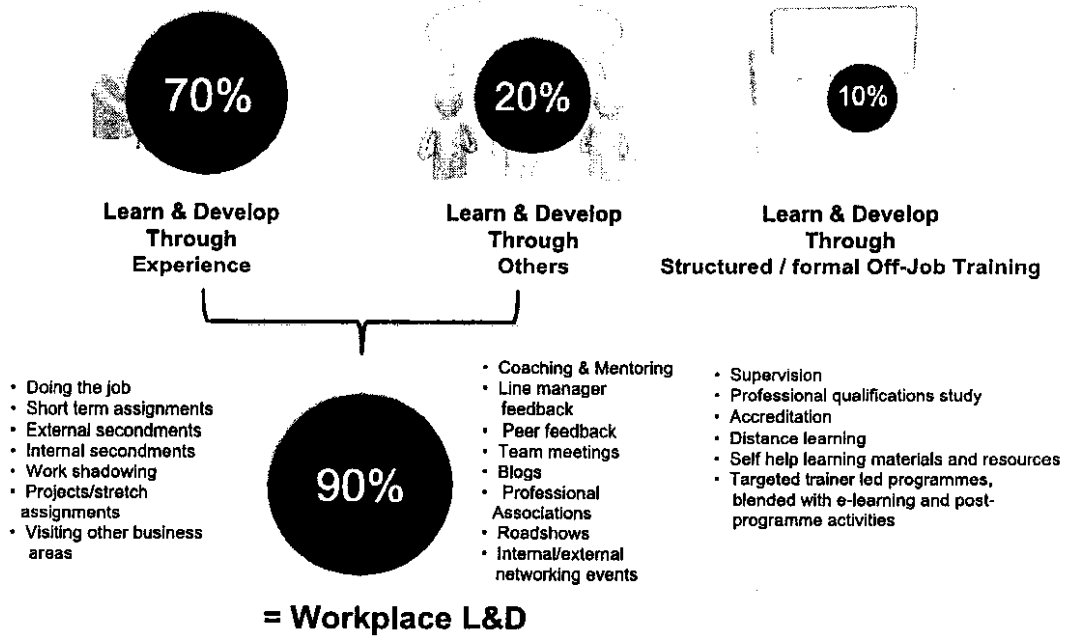 70%
20%
10%
Learn & Develop
Through
Experience
Learn & Develop
Through
Others
Learn & Develop
Through
Structured / formal Off-Job Training
• Doing the job
• Short term assignments
• External secondments
• Internal secondments
• Work shadowing
• Projects/stretch
assignments
• Visiting other business
areas
90%
• Coaching & Mentoring
• Line manager
feedback
• Peer feedback
• Team meetings
• Blogs
• Professional
Associations
• Roadshows
• Internal/external
networking events
• Supervision
• Professional qualifications study
• Accreditation
• Distance learning
• Self help learning materials and resources
• Targeted trainer led programmes,
blended with e-learning and post-
programme activities
= Workplace L&D